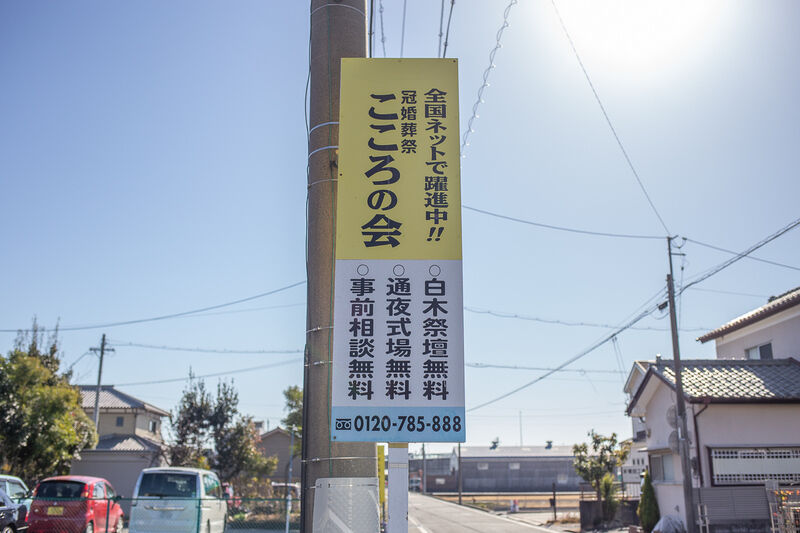 全国ネットで躍進中!!
冠婚葬祭
こころの会
○白木祭壇無料
○通夜式場無料
○事前相談無料
0120-785-888